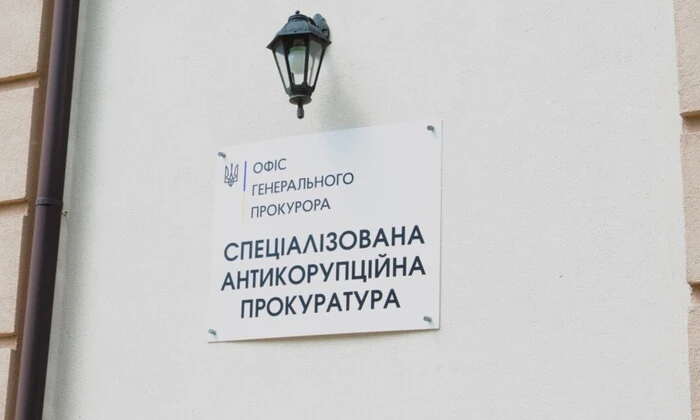 ОФІС
ГЕНЕРАЛЬНОГО
ПРОКУРОРА
СПЕЦІАЛІЗОВАНА
АНТИКОРУПЦІЙНА
ПРОКУРАТУРА